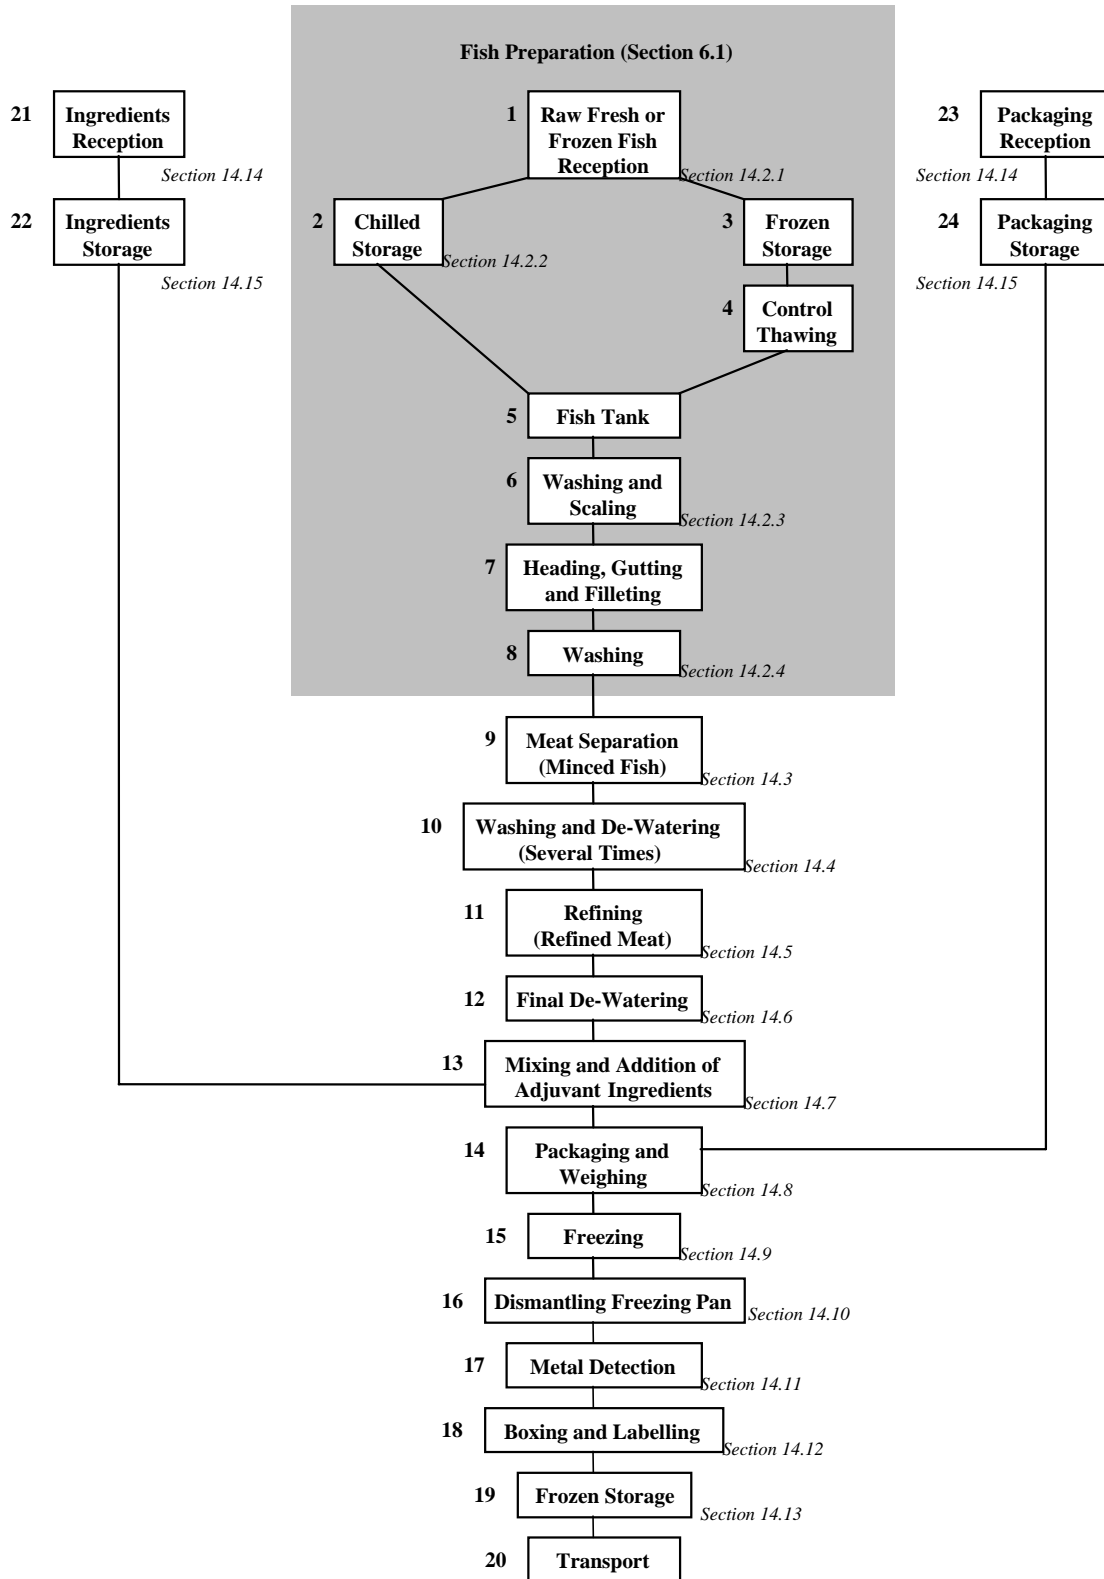 Fish Preparation (Section 6.1)
21
Ingredients
Reception
Section 14.14
1
Raw Fresh or
Frozen Fish
Reception
Section 14.2.1
23
Packaging
Reception
Section 14.14
22
Ingredients
Storage
Section 14.15
2
Chilled
Storage
Section 14.2.2
3
Frozen
Storage
24
Packaging
Storage
Section 14.15
4
Control
Thawing
5
Fish Tank
6
Washing and
Scaling
Section 14.2.3
7
Heading, Gutting
and Filleting
8
Washing
Section 14.2.4
9
Meat Separation
(Minced Fish)
Section 14.3
10
Washing and De-Watering
(Several Times)
Section 14.4
11
Refining
(Refined Meat)
Section 14.5
12
Final De-Watering
Section 14.6
13
Mixing and Addition of
Adjuvant Ingredients
Section 14.7
14
Packaging and
Weighing
Section 14.8
15
Freezing
Section 14.9
16
Dismantling Freezing Pan
Section 14.10
17
Metal Detection
Section 14.11
18
Boxing and Labelling
Section 14.12
19
Frozen Storage
Section 14.13
20
Transport